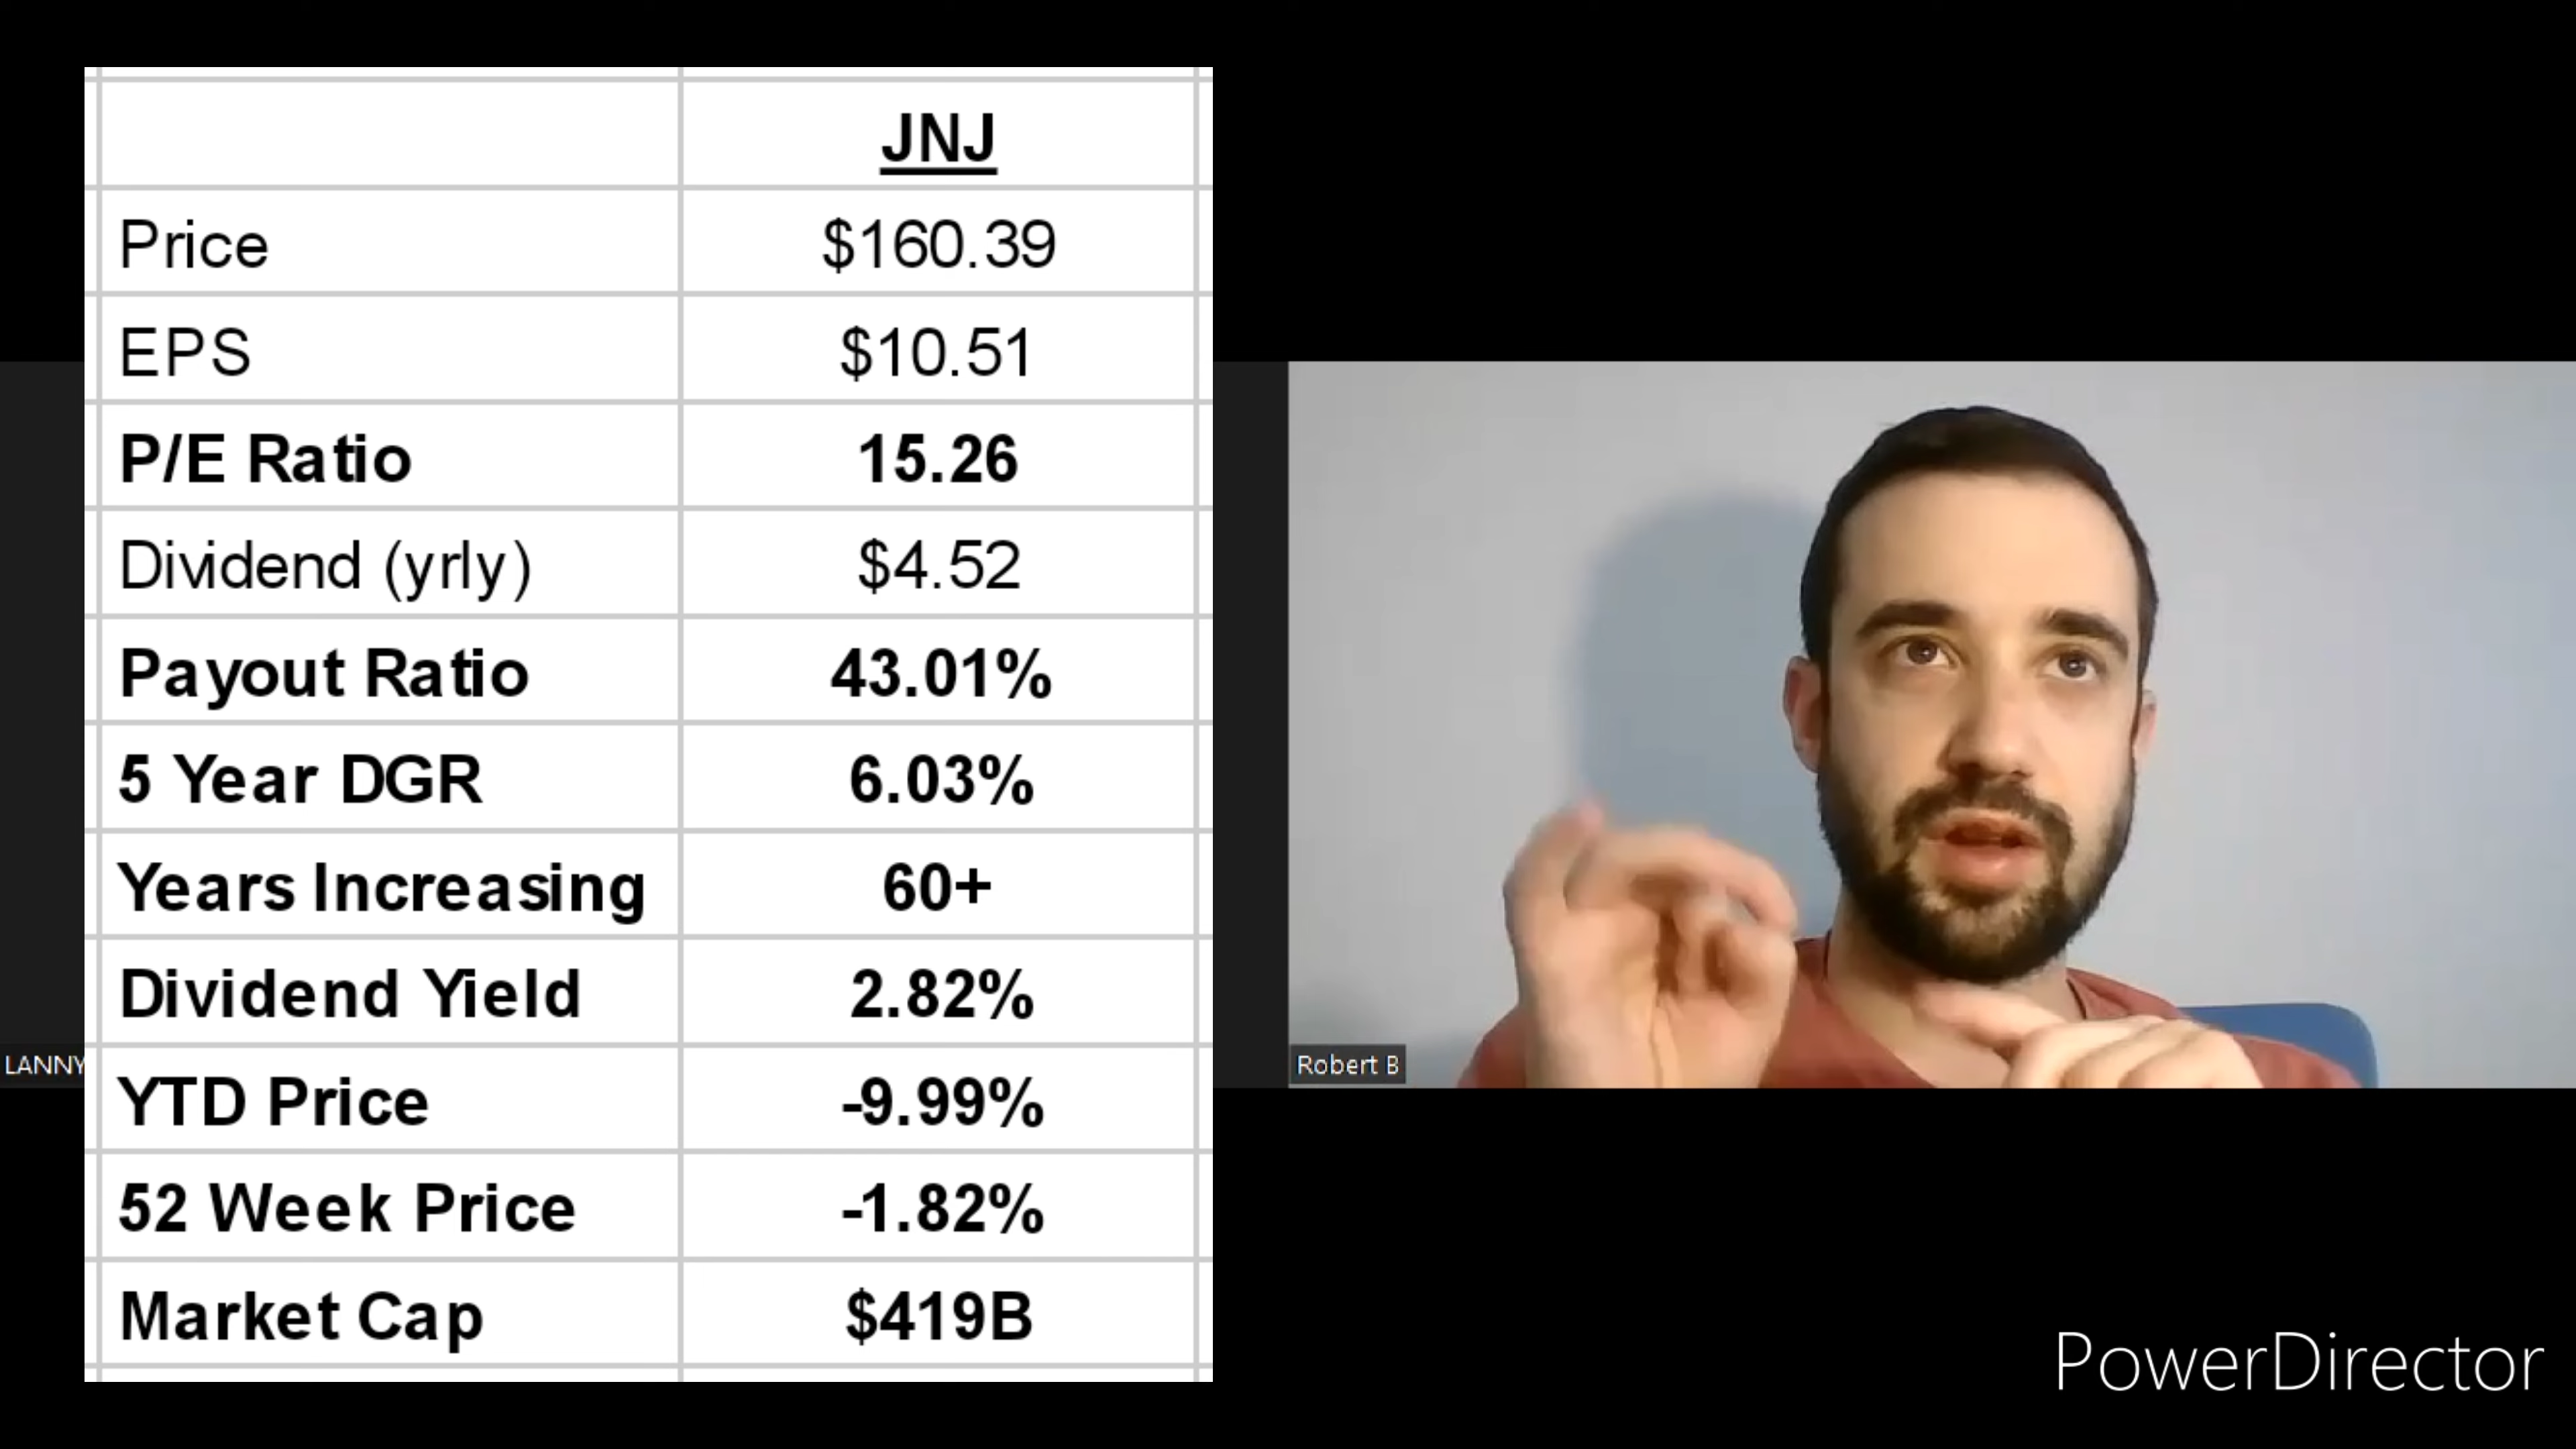 JNJ
Price $160.39
EPS $10.51
P/E Ratio 15.26
Dividend (yrly) $4.52
Payout Ratio 43.01%
5 Year DGR 6.03%
Years Increasing 60+
Dividend Yield 2.82%
YTD Price -9.99%
52 Week Price -1.82%
Market Cap $419B
LANNY
Robert B
PowerDirector